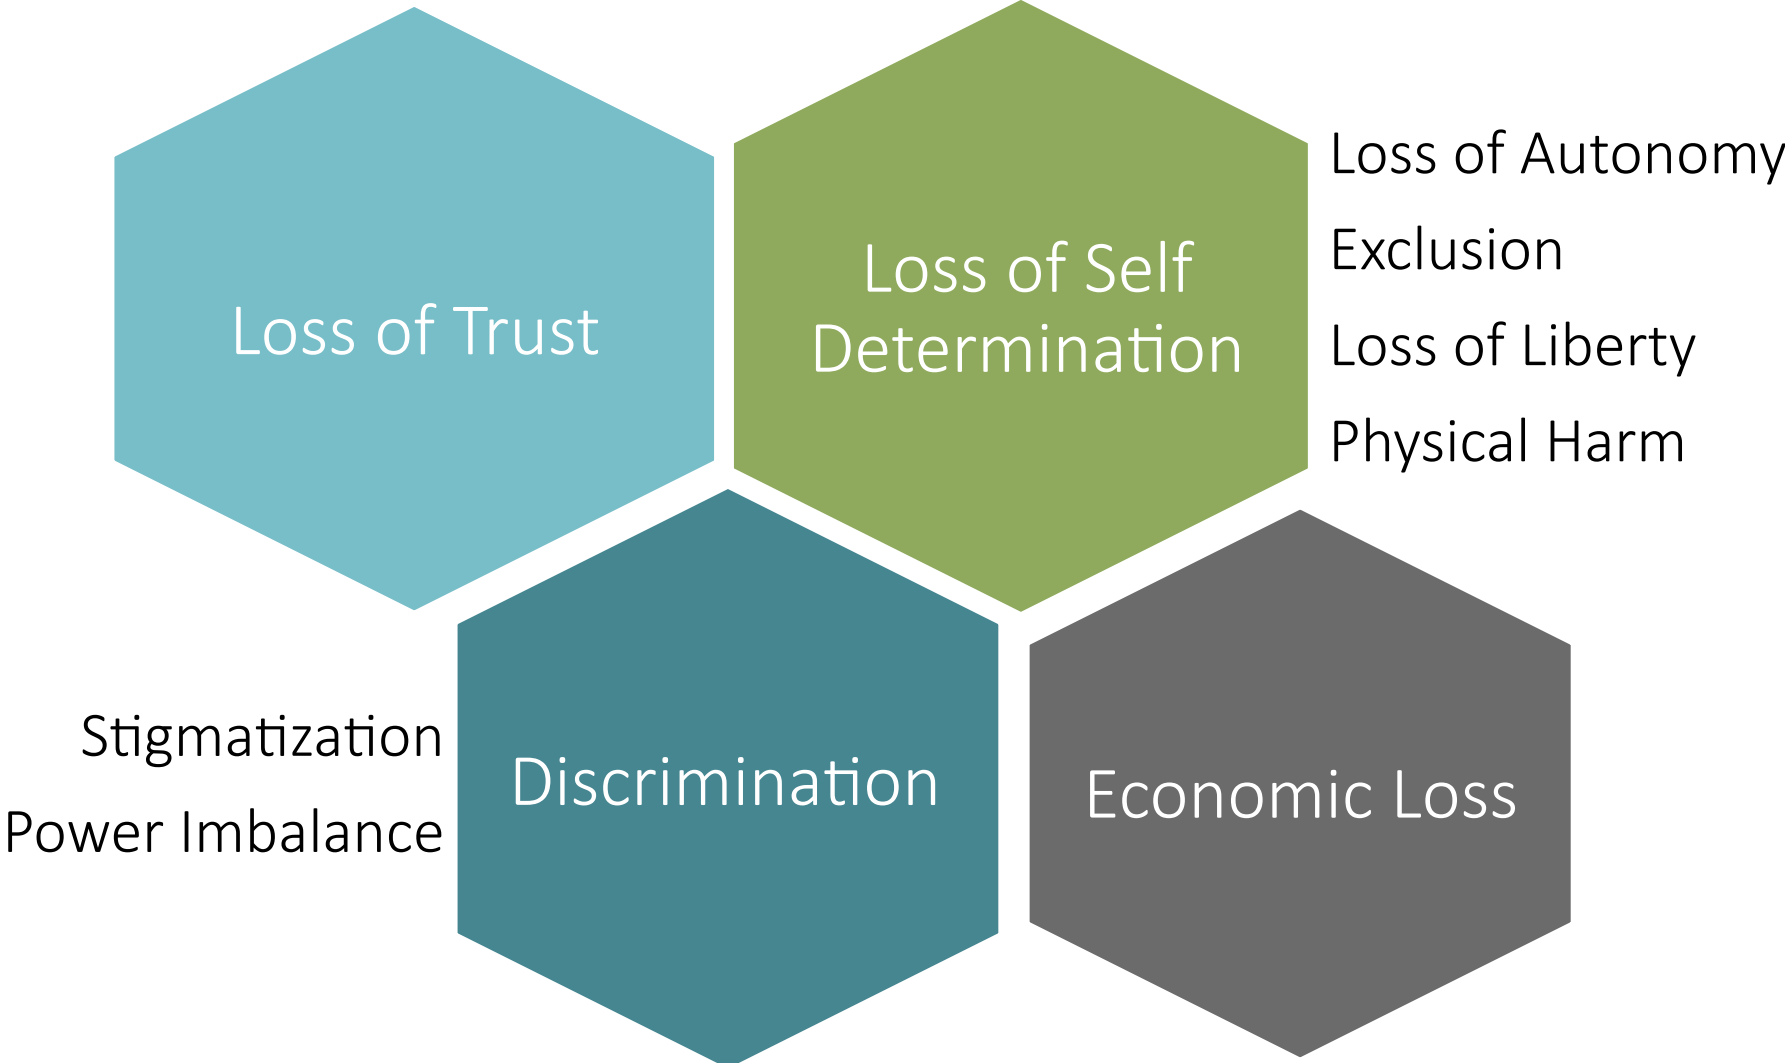 Loss of Trust
Loss of Self
Determination
Loss of Autonomy
Exclusion
Loss of Liberty
Physical Harm
Stigmatization
Power Imbalance
Discrimination
Economic Loss